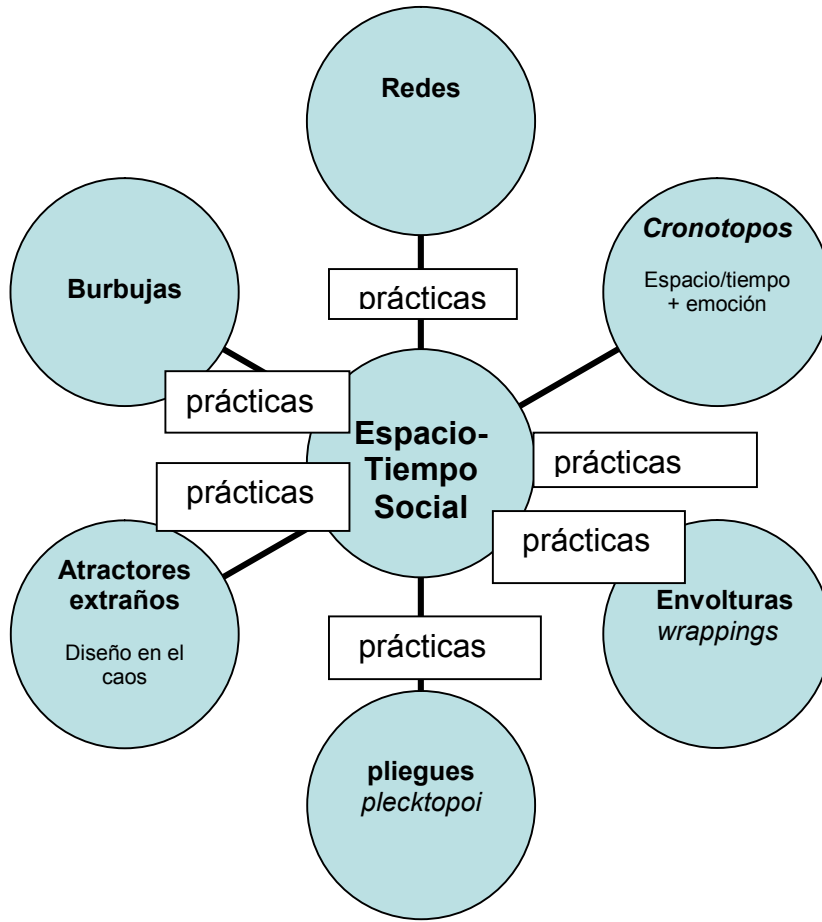 Redes
prácticas
Cronotopos
Espacio/tiempo
+ emoción
Burbujas
prácticas
Espacio-
Tiempo
Social
prácticas
prácticas
prácticas
Atractores
extraños
Diseño en el
caos
Envolturas
wrappings
prácticas
pliegues
plecktopoi